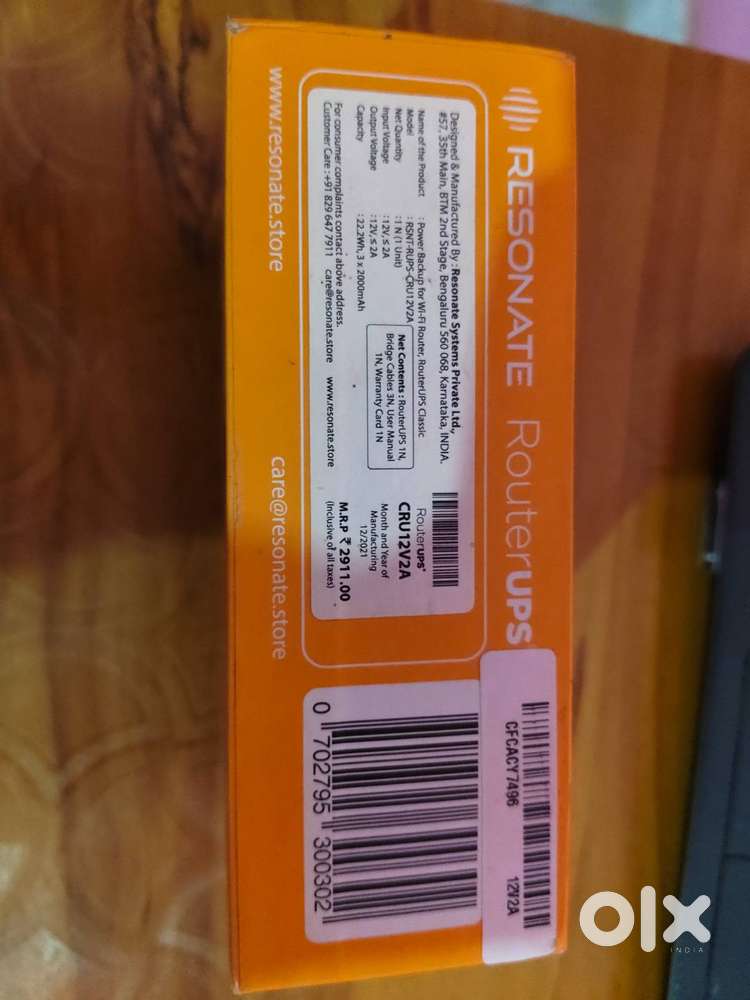 RESONATE RouterUPS
Designed & Manufactured By : Resonate Systems Private Ltd.,
#57, 35th Main, BTM 2nd Stage, Bengaluru 560 068, Karnataka, INDIA.
Name of the Product : Power Backup for Wi-Fi Router, RouterUPS Classic
Model : RSNT-RUPS-CRU12V2A
Net Quantity : 1 N (1 Unit)
Input Voltage : 12V, ≤ 2A
Output Voltage : 12V, ≤ 2A
Capacity : 22.2Wh, 3 x 2000mAh
Net Contents : RouterUPS 1N,
Bridge Cables 3N, User Manual
1N, Warranty Card 1N
For consumer complaints contact above address.
Customer Care : +91 829 647 7911 care@resonate.store www.resonate.store
RouterUPS
CRU12V2A
Month and Year of
Manufacturing
12/2021
M.R.P ₹ 2911.00
(Inclusive of all taxes)
www.resonate.store
care@resonate.store
CFCACY7496 12V2A
0 702795 300302
olx
INDIA